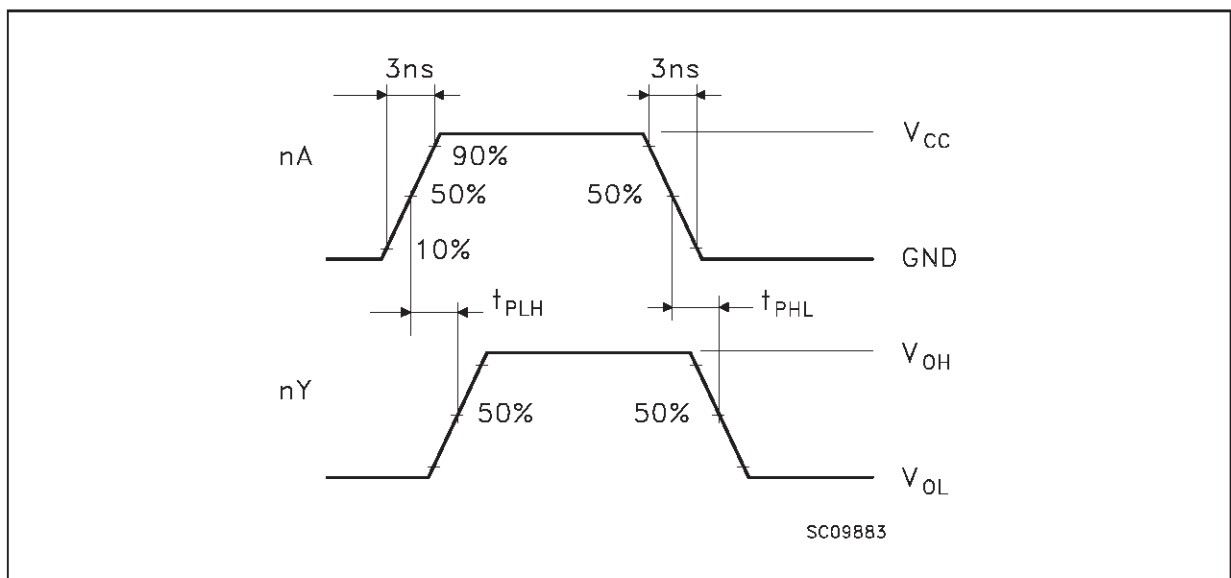 3ns 3ns
V_CC
nA
90%
50% 50%
10%
GND
t_PLH t_PHL
V_OH
nY
50% 50%
V_OL
SC09883